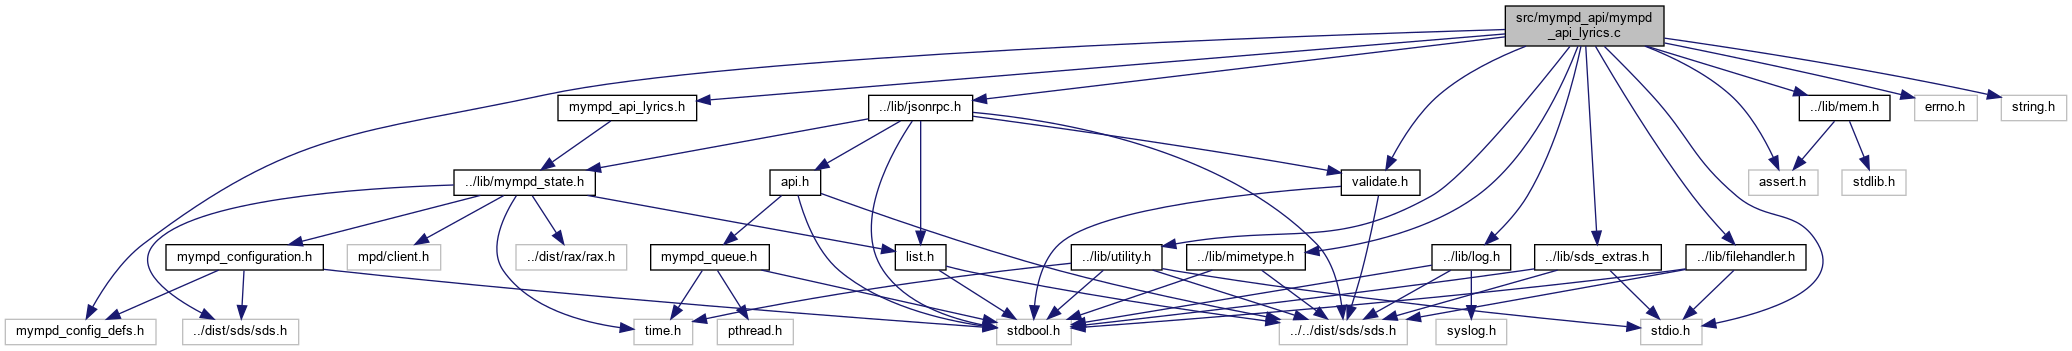 src/mympd_api/mympd
_api_lyrics.c
mympd_api_lyrics.h
../lib/jsonrpc.h
../lib/mem.h
errno.h
string.h
../lib/mympd_state.h
api.h
validate.h
assert.h
stdlib.h
mympd_configuration.h
mpd/client.h
../dist/rax/rax.h
mympd_queue.h
list.h
../lib/utility.h
../lib/mimetype.h
../lib/log.h
../lib/sds_extras.h
../lib/filehandler.h
mympd_config_defs.h
../dist/sds/sds.h
time.h
pthread.h
stdbool.h
../../dist/sds/sds.h
syslog.h
stdio.h